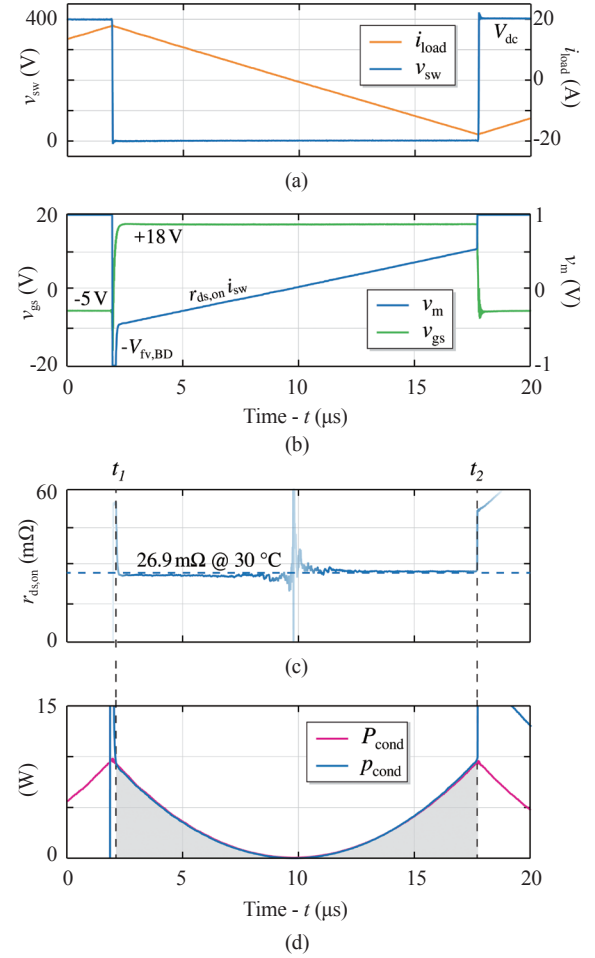 400
20
V_dc
v_sw (V)
i_load
v_sw
0
i_load (A)
0
-20
(a)
20
1
+18 V
v_gs (V)
-5 V
r_ds,on i_sw
v_m (V)
0
0
v_m
v_gs
-V_fv,BD
-20
-1
0
5
10
15
20
Time - t (μs)
(b)
t_1
t_2
60
r_ds,on (mΩ)
26.9 mΩ @ 30 °C
0
(c)
15
P_cond
p_cond
(W)
0
0
5
10
15
20
Time - t (μs)
(d)